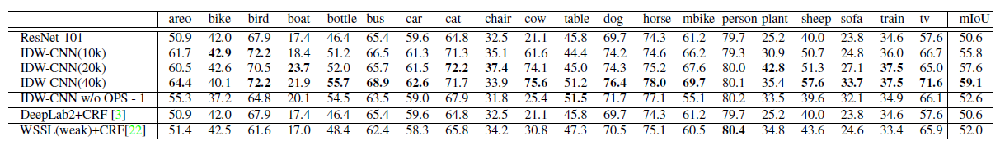 areo bike bird boat bottle bus car cat chair cow table dog horse mbike person plant sheep sofa train tv mIoU
ResNet-101 50.9 42.0 67.9 17.4 46.4 65.4 59.6 64.8 32.5 21.1 45.8 69.7 74.3 61.2 79.7 25.2 40.0 23.8 34.6 57.6 50.6
IDW-CNN(10k) 61.7 42.9 72.2 18.4 51.2 66.5 61.3 71.3 35.1 61.6 44.4 74.2 74.6 66.2 79.3 30.9 50.7 24.8 36.0 66.7 55.8
IDW-CNN(20k) 60.5 42.6 70.5 23.7 52.0 65.7 61.5 72.2 37.4 74.1 45.0 74.3 75.2 67.6 80.0 42.8 51.3 27.1 37.5 65.0 57.6
IDW-CNN(40k) 64.4 40.1 72.2 21.9 55.7 68.9 62.6 71.7 33.9 75.6 51.2 76.4 78.0 69.7 80.1 35.4 57.6 33.7 37.5 71.6 59.1
IDW-CNN w/o OPS - 1 55.3 37.2 64.8 20.1 54.5 63.5 59.0 67.9 31.8 25.4 51.5 71.7 77.1 55.1 80.2 33.5 39.6 32.1 34.9 66.1 52.6
DeepLab2+CRF [3] 50.9 42.0 67.9 17.4 46.4 65.4 59.6 64.8 32.5 21.1 45.8 69.7 74.3 61.2 79.7 25.2 40.0 23.8 34.6 57.6 50.6
WSSL(weak)+CRF[22] 51.4 42.5 61.6 17.0 48.4 62.4 58.3 65.8 34.2 30.8 47.3 70.5 75.1 60.5 80.4 34.8 43.6 24.6 33.4 65.9 52.0